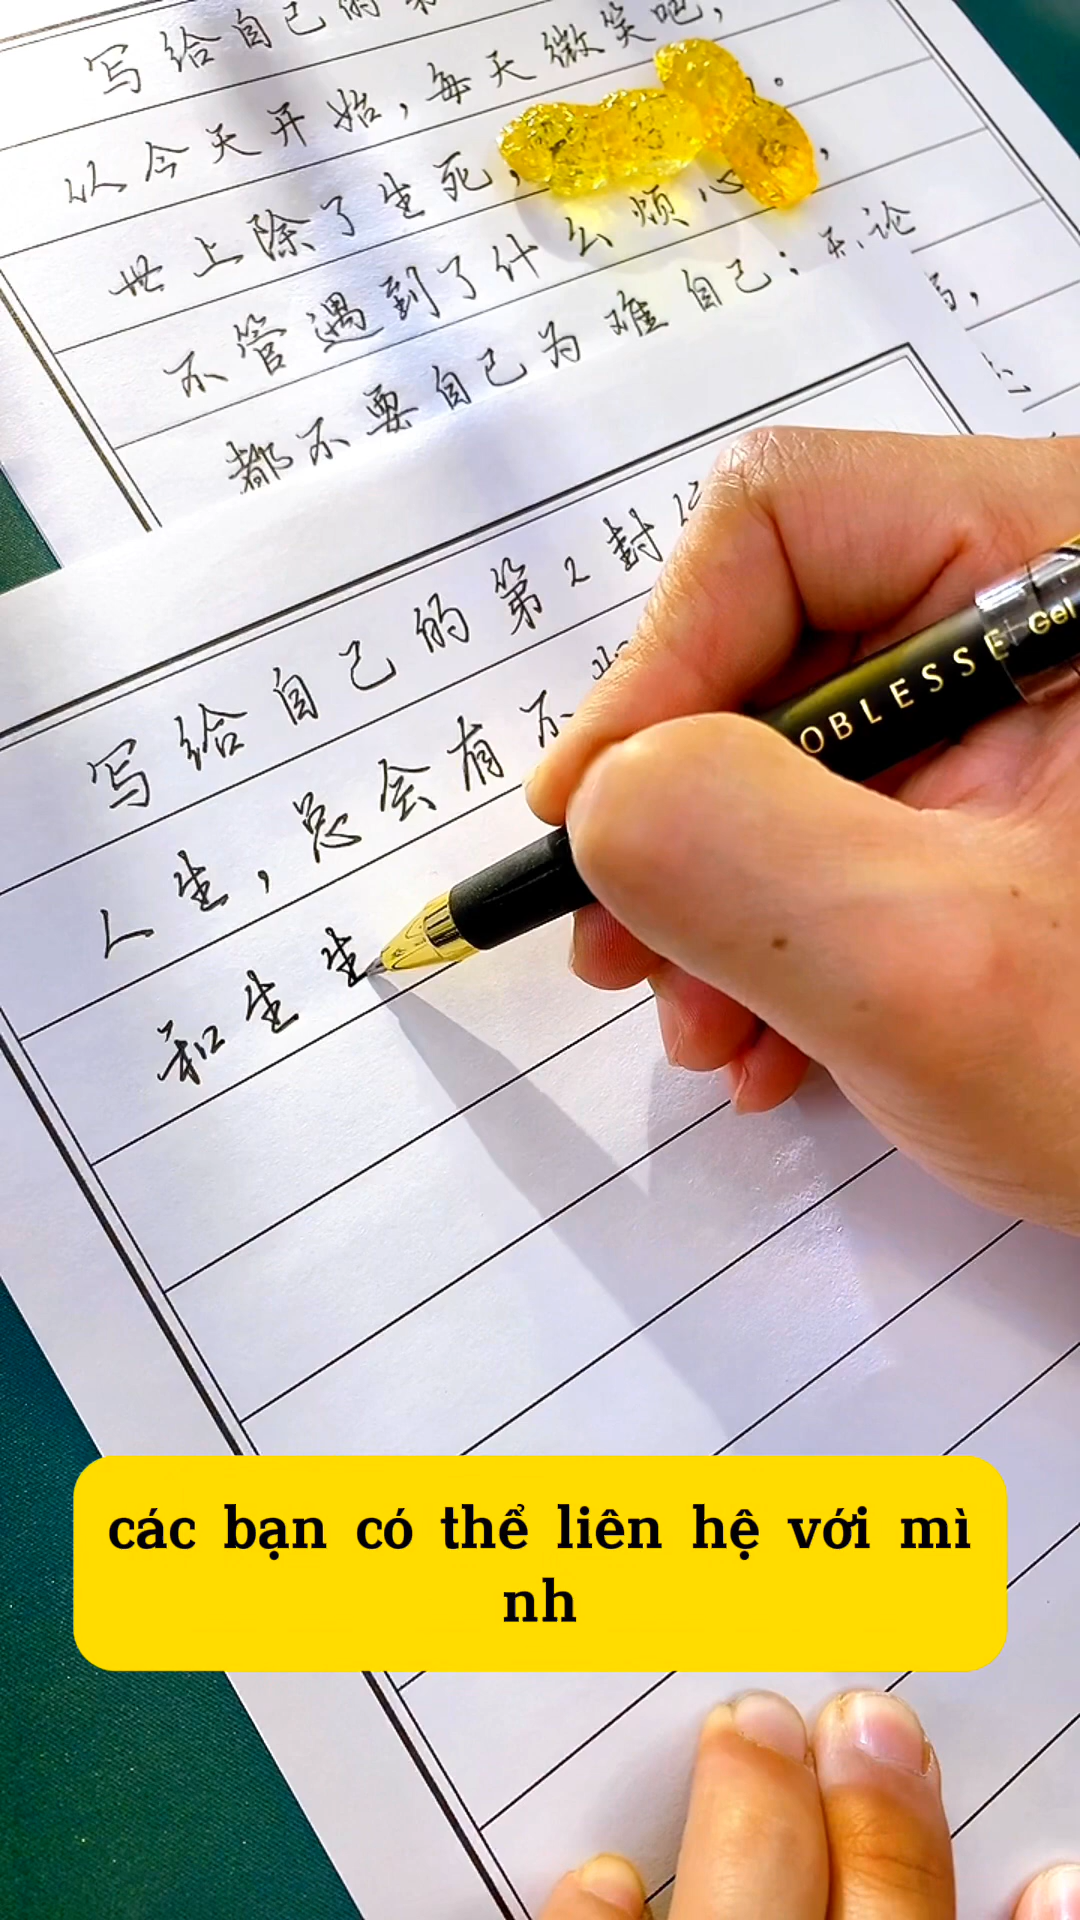 写给自己的第
从今天开始，每天微笑吧，
世上除了生死，
不管遇到了什么烦心，
都不要自己为难自己；无论
写给自己的第2封
人生，总会有不
和生生
OBLESSE Gel
các bạn có thể liên hệ với mì
nh